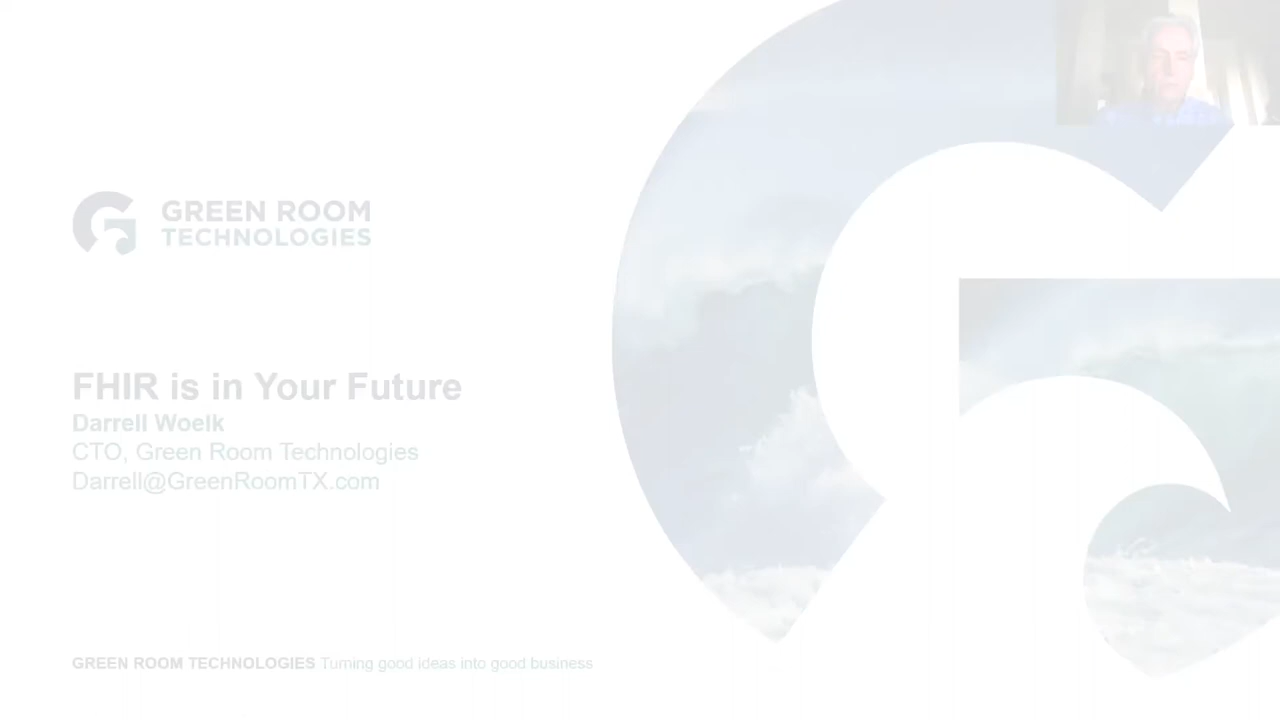 GREEN ROOM
TECHNOLOGIES
FHIR is in Your Future
Darrell Woelk
CTO, Green Room Technologies
Darrell@GreenRoomTX.com
GREEN ROOM TECHNOLOGIES Turning good ideas into good business